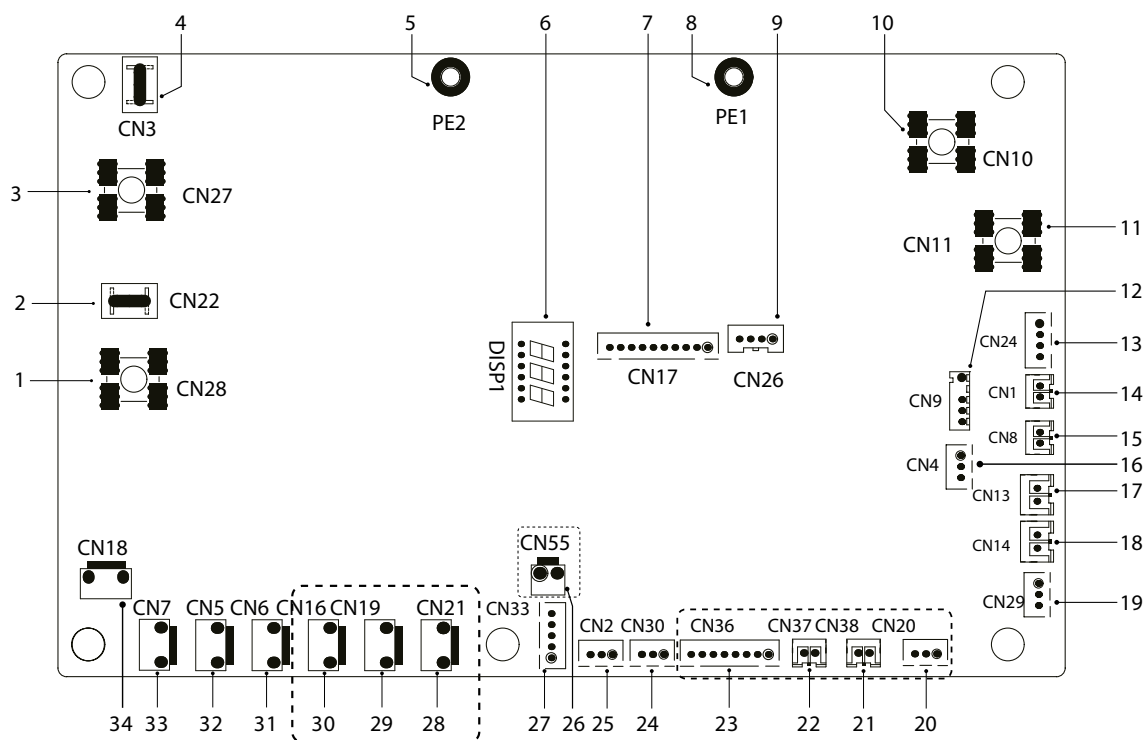 4 5 6 7 8 9 10
CN3 PE2 PE1
CN10
3 CN27
CN11 11
2 CN22
12
DISP1
CN17 CN26
CN24 13
1 CN28
CN9 CN1 14
CN8 15
CN4 16
CN13 17
CN14 18
CN18 CN55
CN29 19
CN7 CN5 CN6 CN16 CN19 CN21 CN33 CN2 CN30 CN36 CN37 CN38 CN20
34 33 32 31 30 29 28 27 26 25 24 23 22 21 20